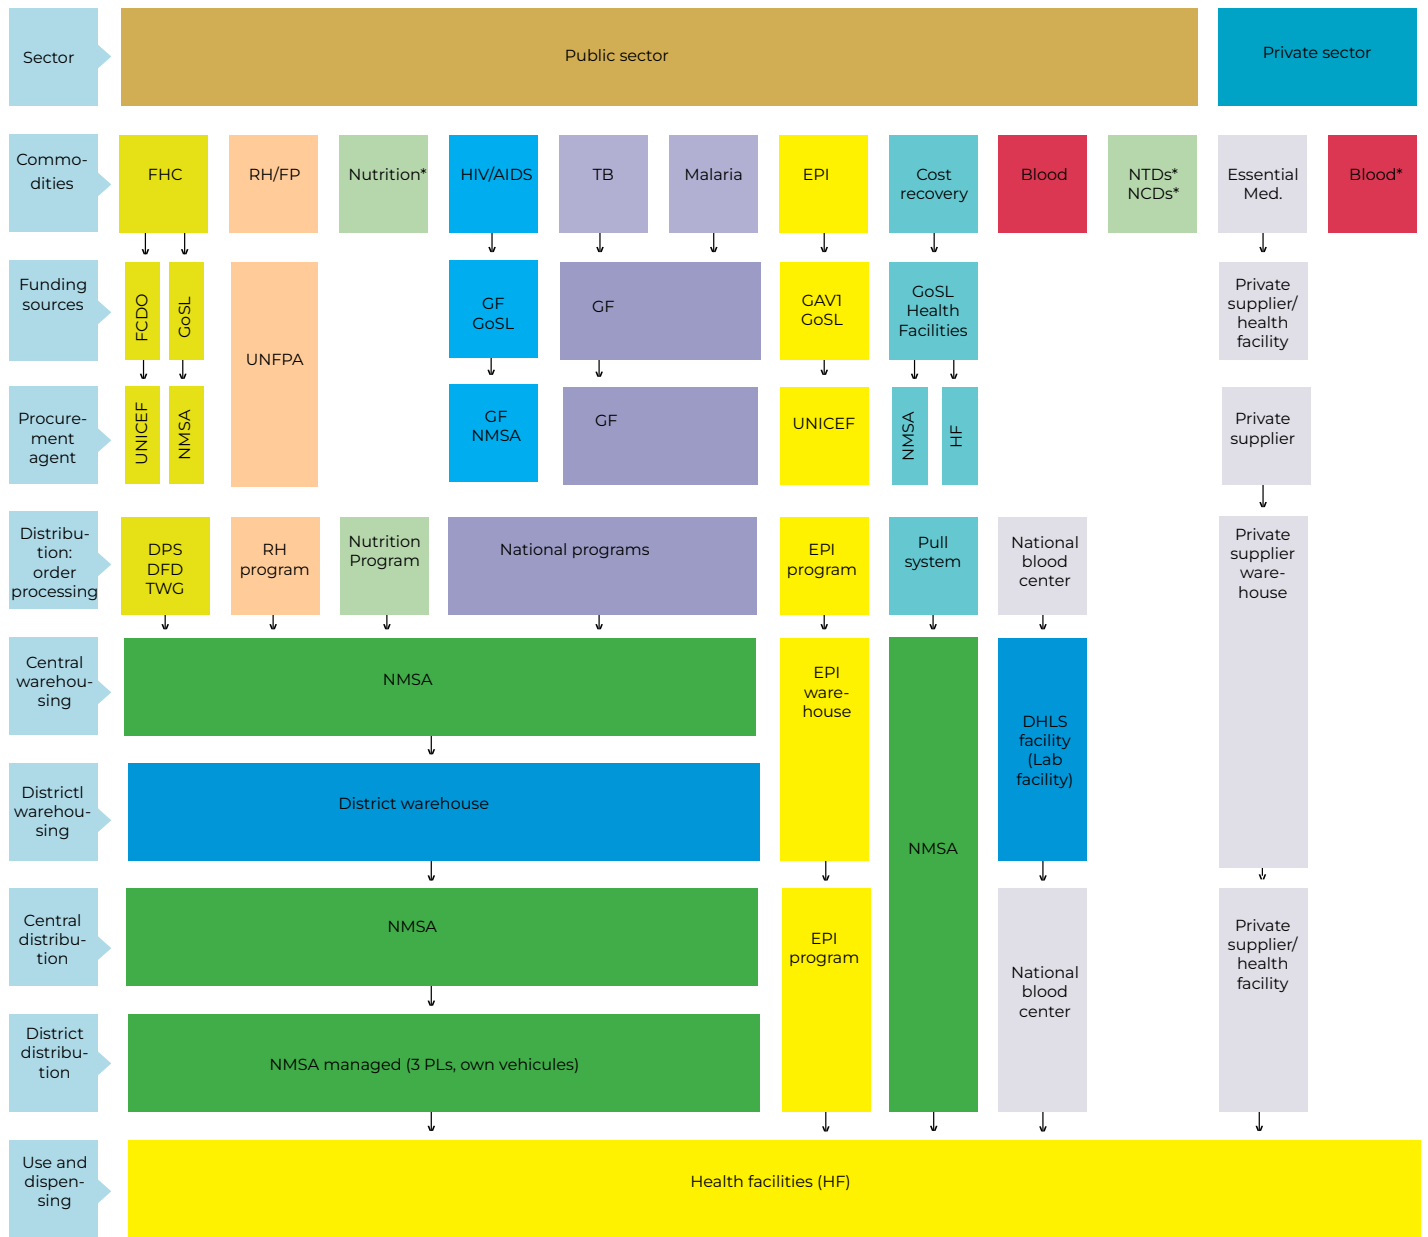 Sector
Public sector
Private sector
Commo-
dities
FHC
RH/FP
Nutrition*
HIV/AIDS
TB
Malaria
EPI
Cost
recovery
Blood
NTDs*
NCDs*
Essential
Med.
Blood*
Funding
sources
FCDO
GoSL
UNFPA
GF
GoSL
GF
GAV1
GoSL
GoSL
Health
Facilities
Private
supplier/
health
facility
Procure-
ment
agent
UNICEF
NMSA
GF
NMSA
GF
UNICEF
NMSA
HF
Private
supplier
Distribu-
tion:
order
processing
DPS
DFD
TWG
RH
program
Nutrition
Program
National programs
EPI
program
Pull
system
National
blood
center
Private
supplier
ware-
house
Central
warehou-
sing
NMSA
EPI
ware-
house
NMSA
DHLS
facility
(Lab
facility)
Districtl
warehou-
sing
District warehouse
Central
distribu-
tion
NMSA
EPI
program
National
blood
center
Private
supplier/
health
facility
District
distribu-
tion
NMSA managed (3 PLs, own vehicules)
Use and
dispen-
sing
Health facilities (HF)